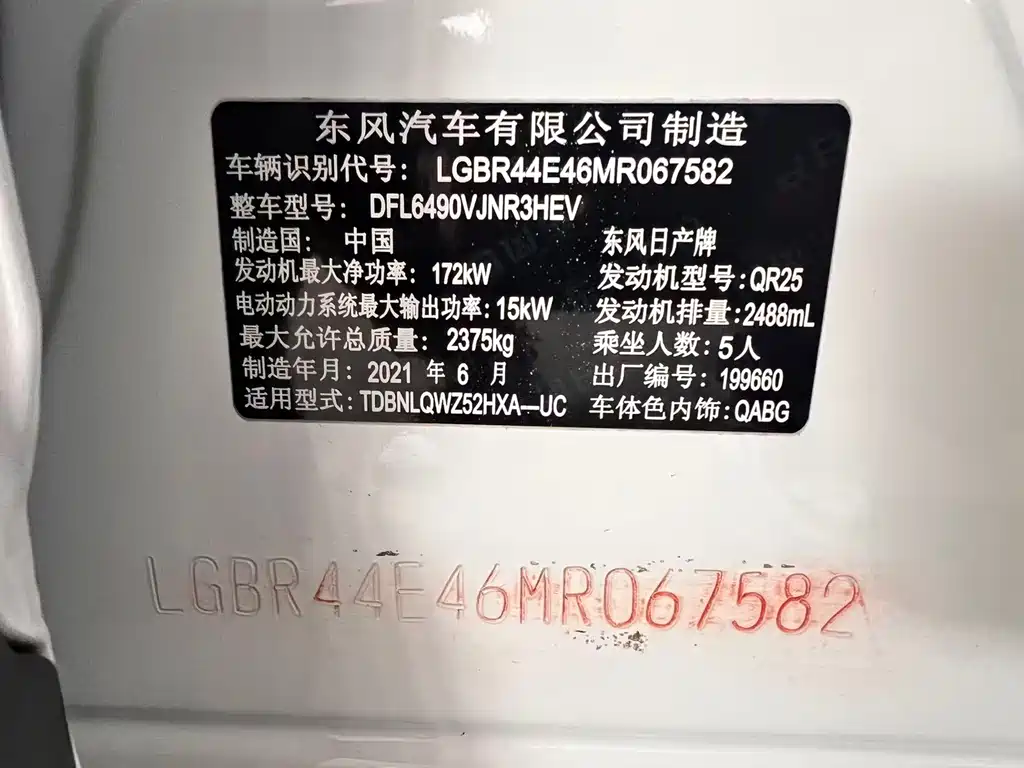 东风汽车有限公司制造
车辆识别代号: LGBR44E46MR067582
整车型号: DFL6490VJNR3HEV
制造国: 中国 东风日产牌
发动机最大净功率: 172kW 发动机型号:QR25
电动动力系统最大输出功率:15kW 发动机排量:2488mL
最大允许总质量: 2375kg 乘坐人数:5人
制造年月: 2021 年 6 月 出厂编号:199660
适用型式:TDBNLQWZ52HXA—UC 车体色内饰:QABG
LGBR44E46MR067582